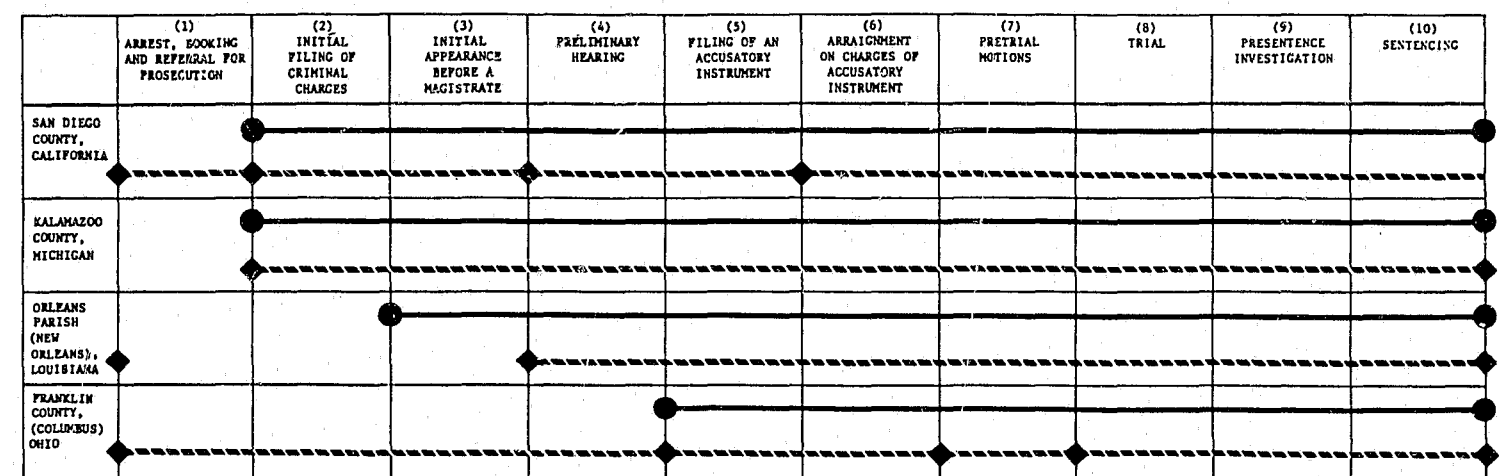 (1)
ARREST, BOOKING
AND REFERRAL FOR
PROSECUTION
(2)
INITIAL
FILING OF
CRIMINAL
CHARGES
(3)
INITIAL
APPEARANCE
BEFORE A
MAGISTRATE
(4)
PRELIMINARY
HEARING
(5)
FILING OF AN
ACCUSATORY
INSTRUMENT
(6)
ARRAIGNMENT
ON CHARGES OF
ACCUSATORY
INSTRUMENT
(7)
PRETRIAL
MOTIONS
(8)
TRIAL
(9)
PRESENTENCE
INVESTIGATION
(10)
SENTENCING
SAN DIEGO
COUNTY,
CALIFORNIA
KALAMAZOO
COUNTY,
MICHIGAN
ORLEANS
PARISH
(NEW
ORLEANS),
LOUISIANA
FRANKLIN
COUNTY,
(COLUMBUS)
OHIO